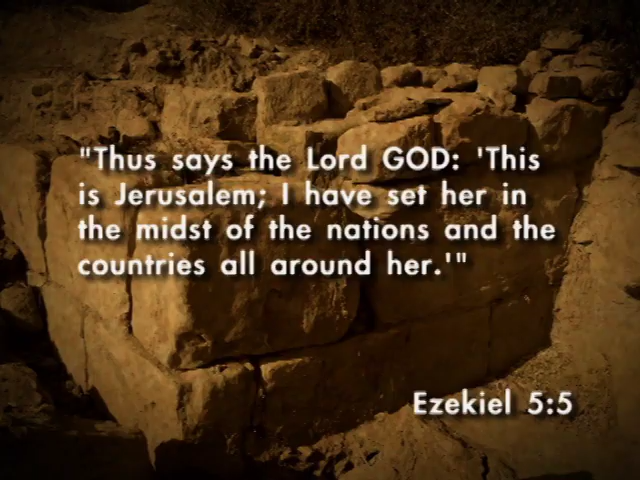 "Thus says the Lord GOD: 'This
is Jerusalem; I have set her in
the midst of the nations and the
countries all around her.'"
Ezekiel 5:5